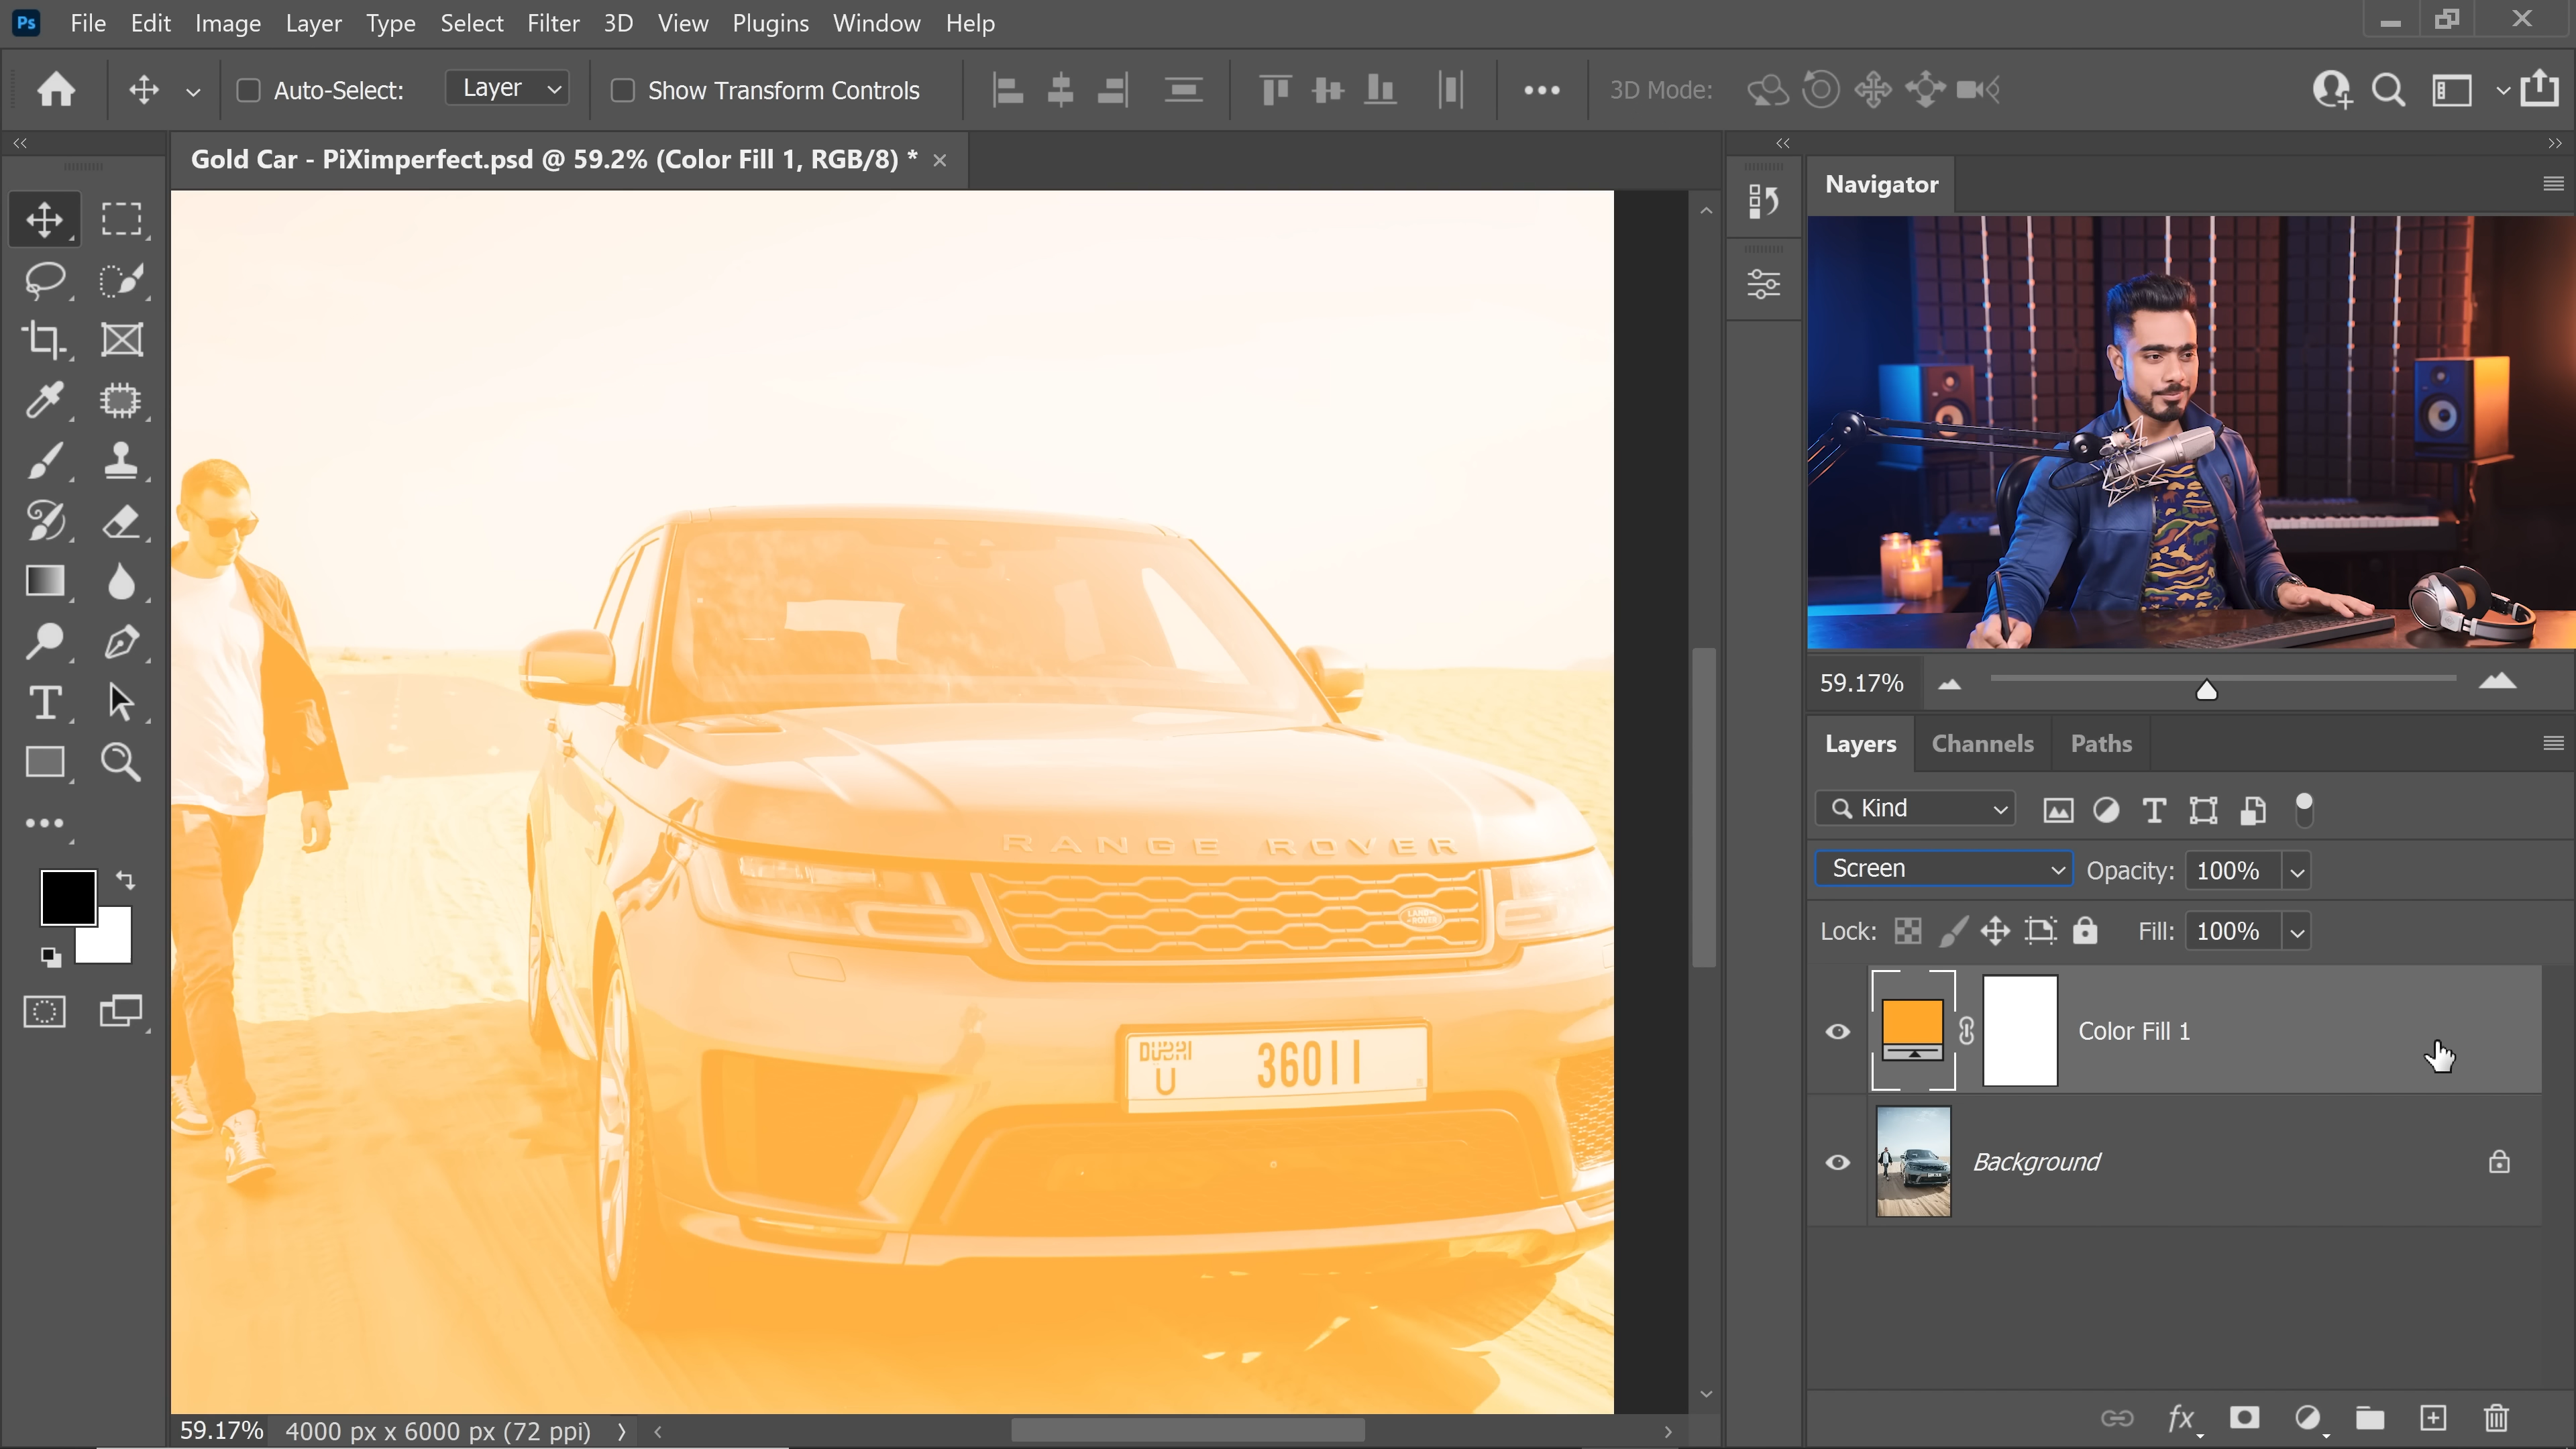 Ps File Edit Image Layer Type Select Filter 3D View Plugins Window Help
Auto-Select: Layer Show Transform Controls 3D Mode:
Gold Car - PiXimperfect.psd @ 59.2% (Color Fill 1, RGB/8) *
Navigator
59.17%
Layers Channels Paths
Kind
Screen Opacity: 100%
Lock: Fill: 100%
Color Fill 1
Background
fx
RANGE ROVER
LAND ROVER
DUBAI
U 36011
59.17% 4000 px x 6000 px (72 ppi)